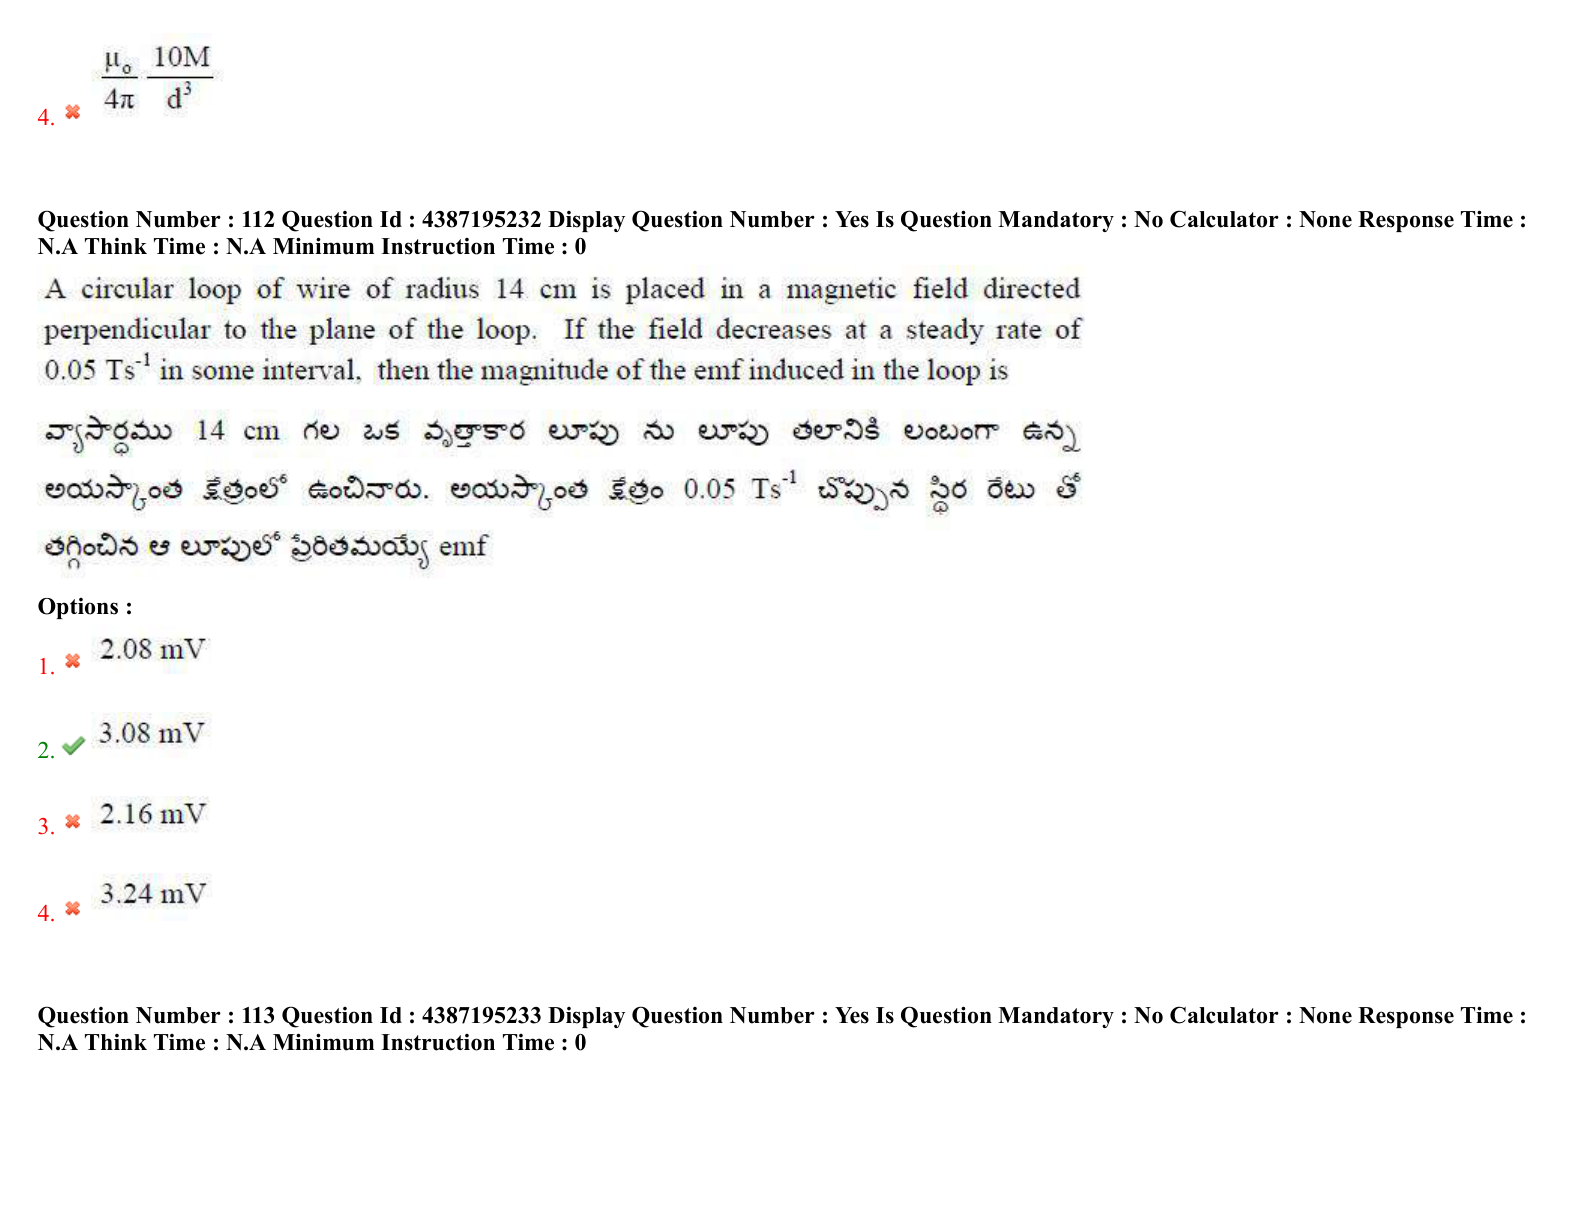 μₒ/4π 10M/d³
4.
Question Number : 112 Question Id : 4387195232 Display Question Number : Yes Is Question Mandatory : No Calculator : None Response Time :
N.A Think Time : N.A Minimum Instruction Time : 0
A circular loop of wire of radius 14 cm is placed in a magnetic field directed
perpendicular to the plane of the loop. If the field decreases at a steady rate of
0.05 Ts⁻¹ in some interval, then the magnitude of the emf induced in the loop is
వ్యాసార్ధము 14 cm గల ఒక వృత్తాకార లూపు ను లూపు తలానికి లంబంగా ఉన్న
అయస్కాంత క్షేత్రంలో ఉంచినారు. అయస్కాంత క్షేత్రం 0.05 Ts⁻¹ చొప్పున స్థిర రేటు తో
తగ్గించిన ఆ లూపులో ప్రేరితమయ్యే emf
Options :
1. 2.08 mV
2. 3.08 mV
3. 2.16 mV
4. 3.24 mV
Question Number : 113 Question Id : 4387195233 Display Question Number : Yes Is Question Mandatory : No Calculator : None Response Time :
N.A Think Time : N.A Minimum Instruction Time : 0